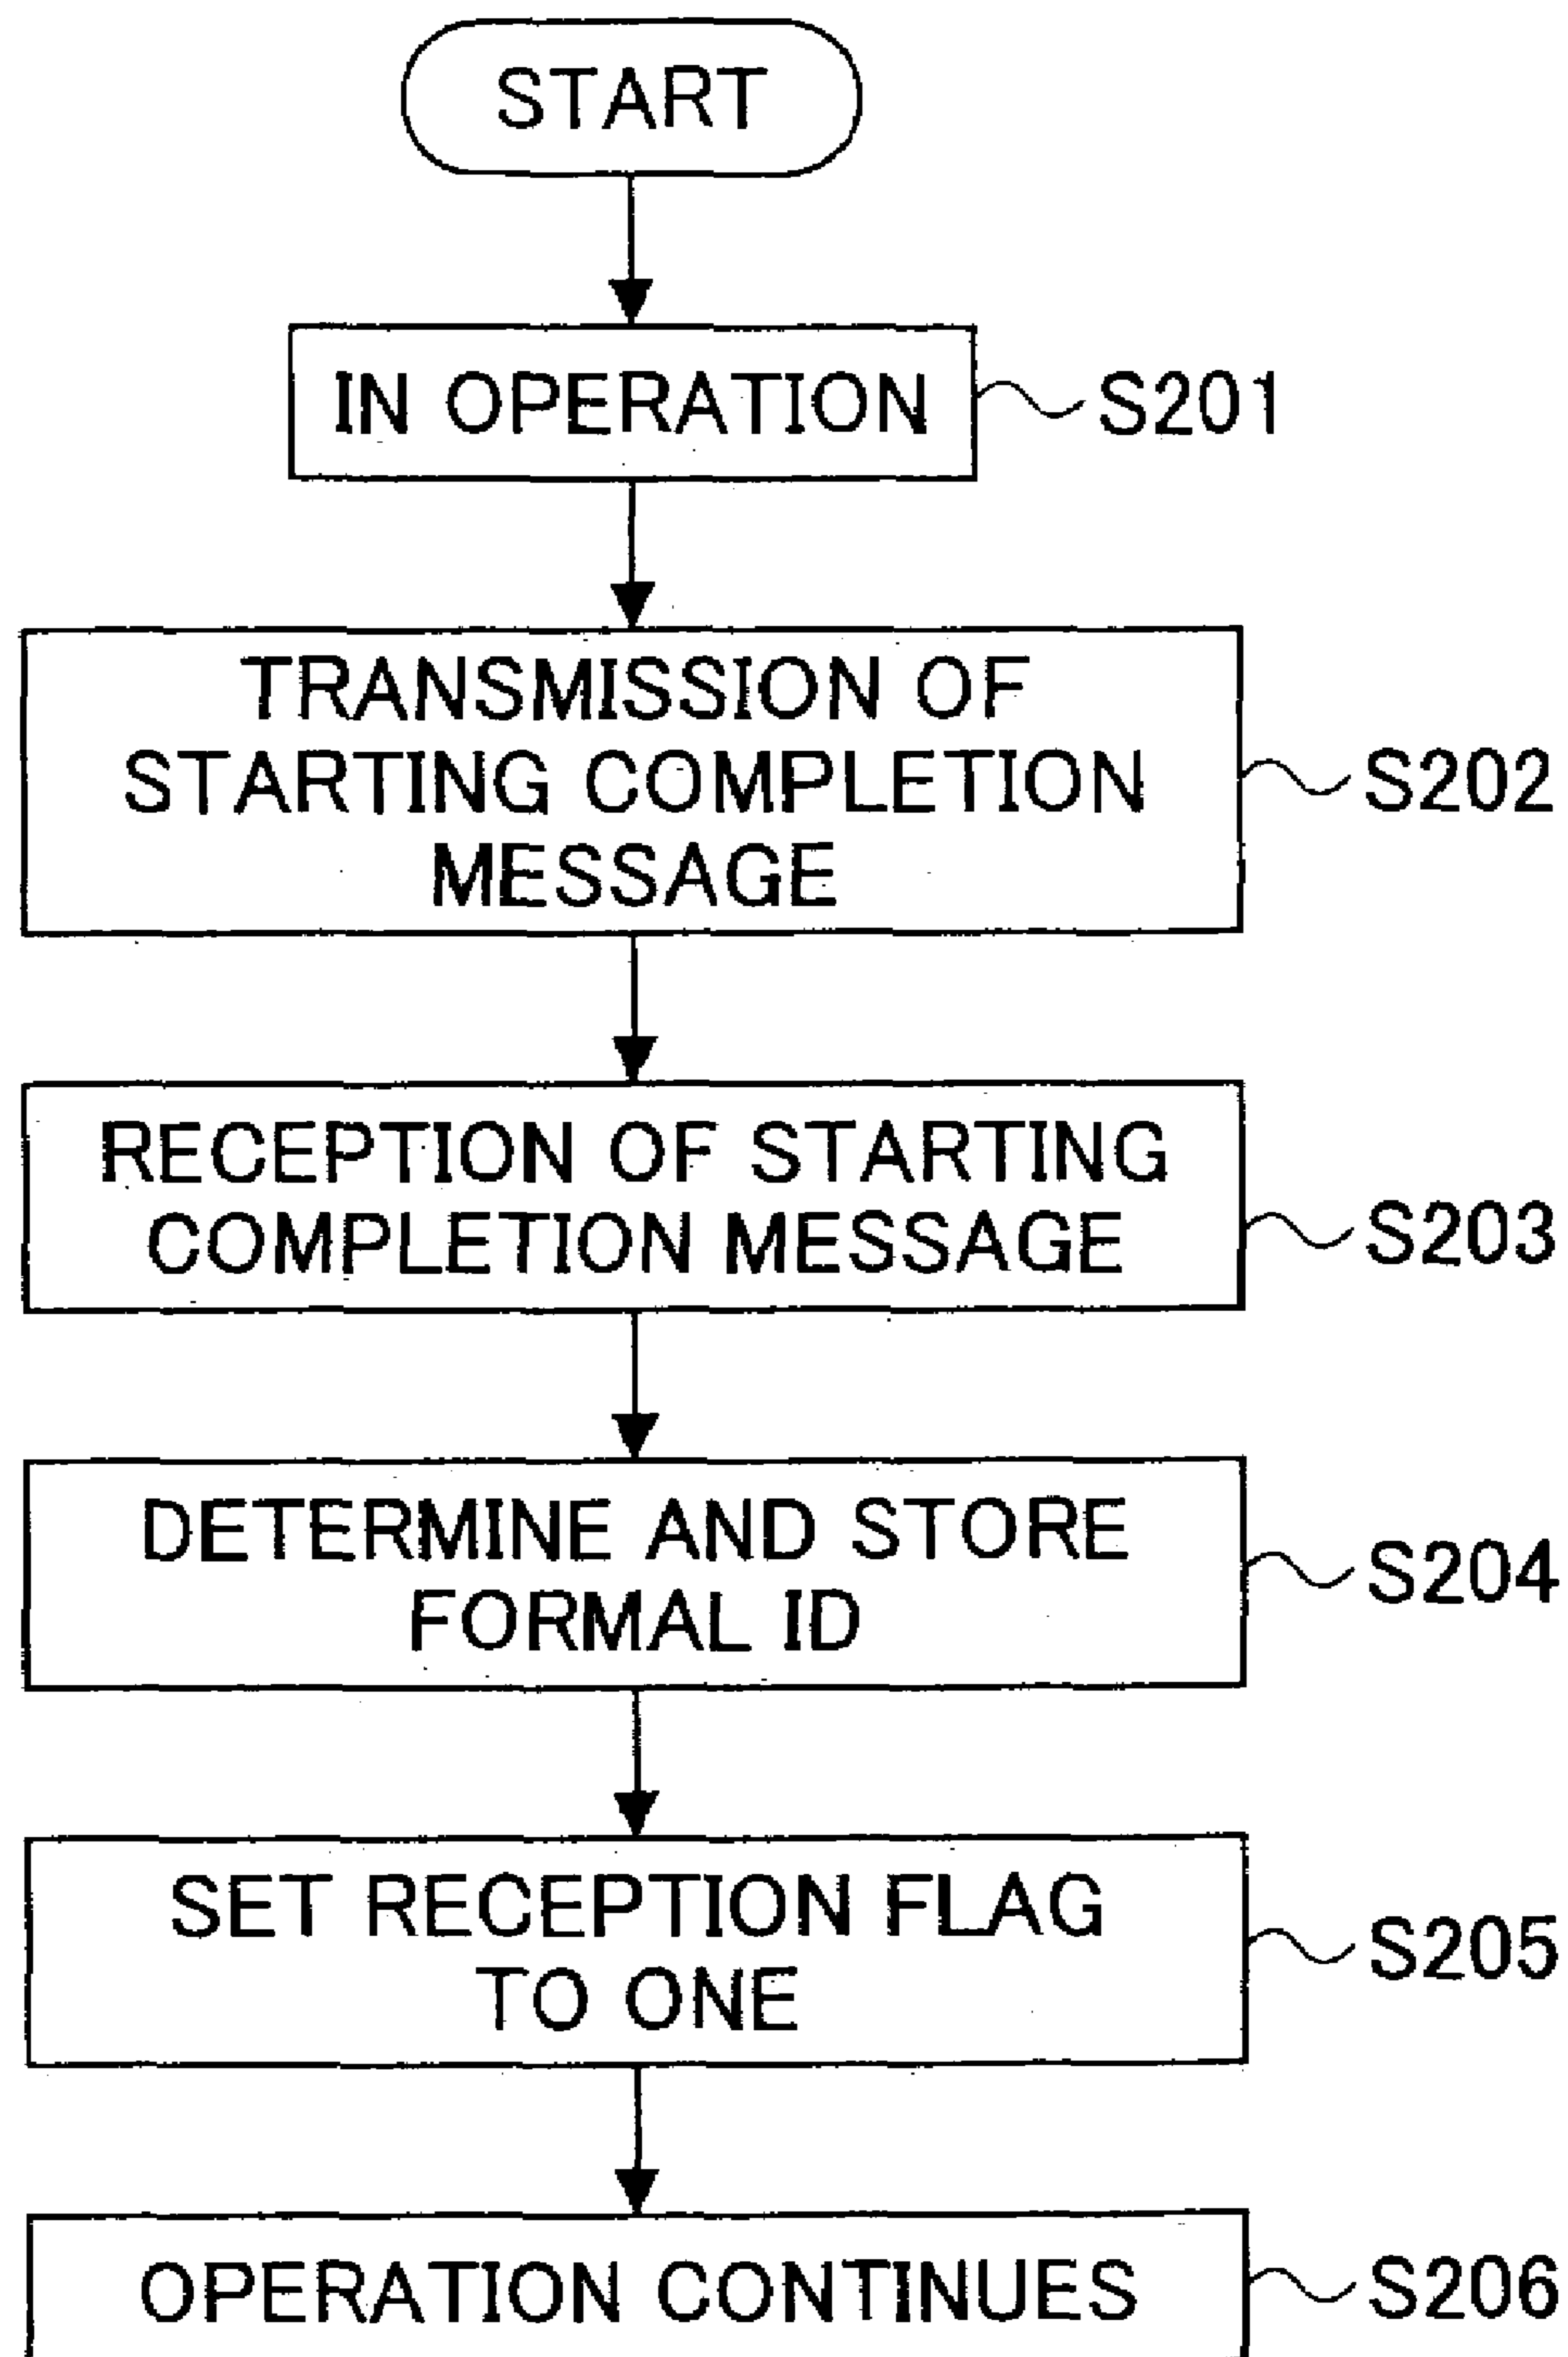 START
IN OPERATION
S201
TRANSMISSION OF
STARTING COMPLETION
MESSAGE
S202
RECEPTION OF STARTING
COMPLETION MESSAGE
S203
DETERMINE AND STORE
FORMAL ID
S204
SET RECEPTION FLAG
TO ONE
S205
OPERATION CONTINUES
S206